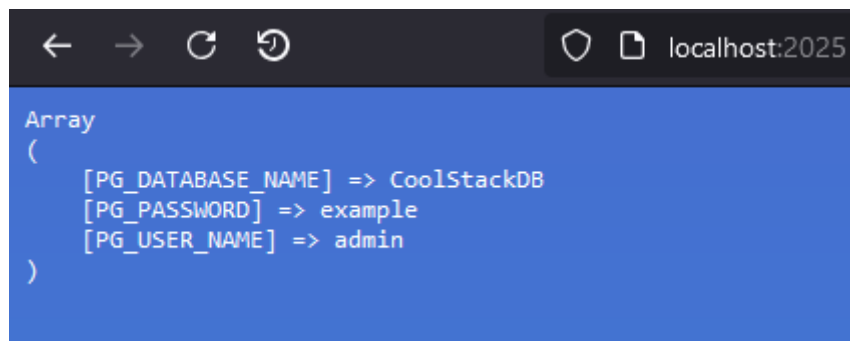 localhost:2025
Array
(
    [PG_DATABASE_NAME] => CoolStackDB
    [PG_PASSWORD] => example
    [PG_USER_NAME] => admin
)